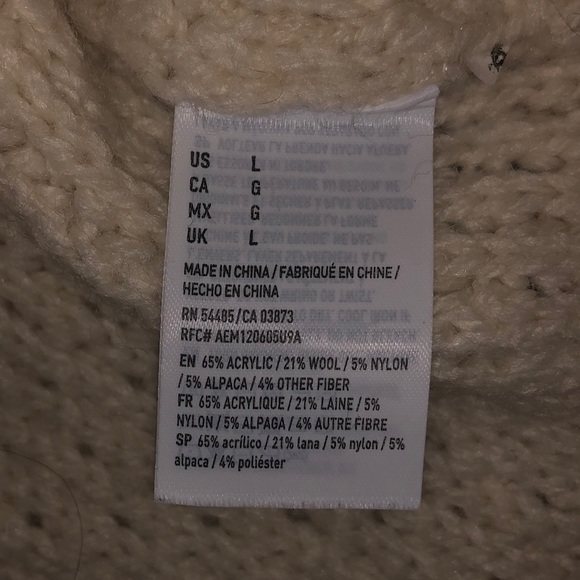 US L
CA G
MX G
UK L
MADE IN CHINA / FABRIQUÉ EN CHINE /
HECHO EN CHINA
RN 54485 / CA 03873
RFC# AEM120605U9A
EN 65% ACRYLIC / 21% WOOL / 5% NYLON
/ 5% ALPACA / 4% OTHER FIBER
FR 65% ACRYLIQUE / 21% LAINE / 5%
NYLON / 5% ALPAGA / 4% AUTRE FIBRE
SP 65% acrílico / 21% lana / 5% nylon / 5%
alpaca / 4% poliéster